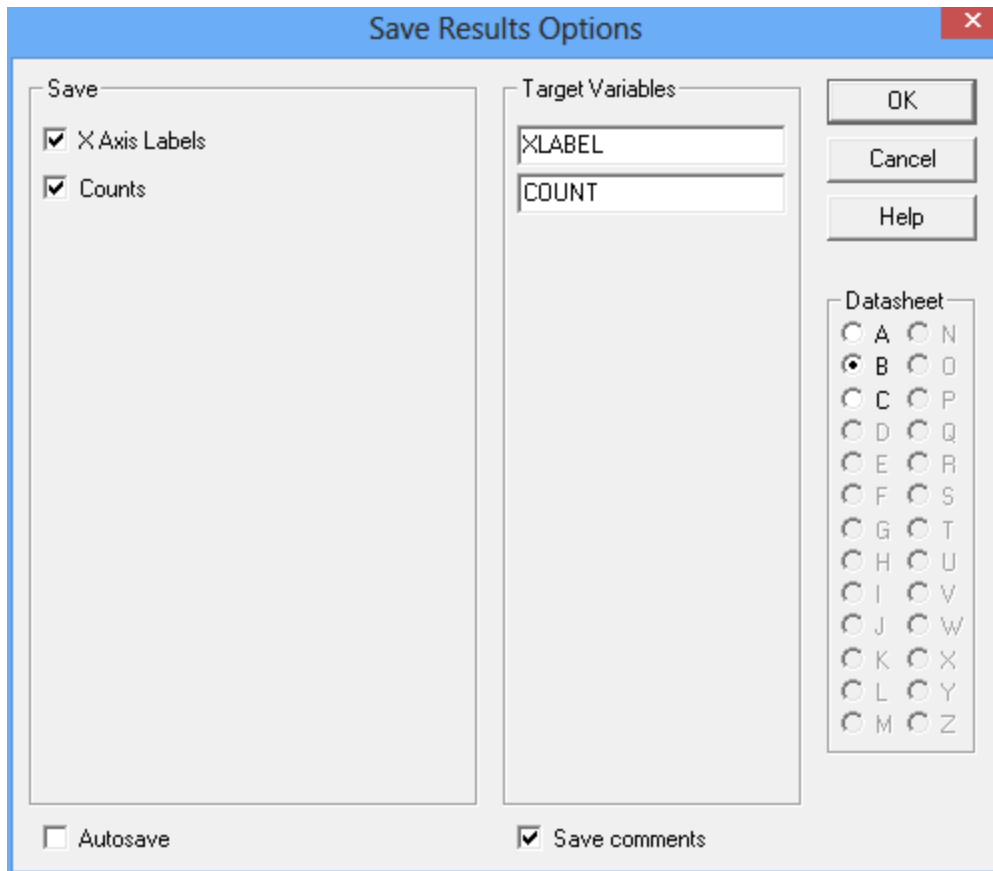 Save Results Options
Save
X Axis Labels
Counts
Target Variables
XLABEL
COUNT
OK
Cancel
Help
Datasheet
A N
B O
C P
D Q
E R
F S
G T
H U
I V
J W
K X
L Y
M Z
Autosave
Save comments